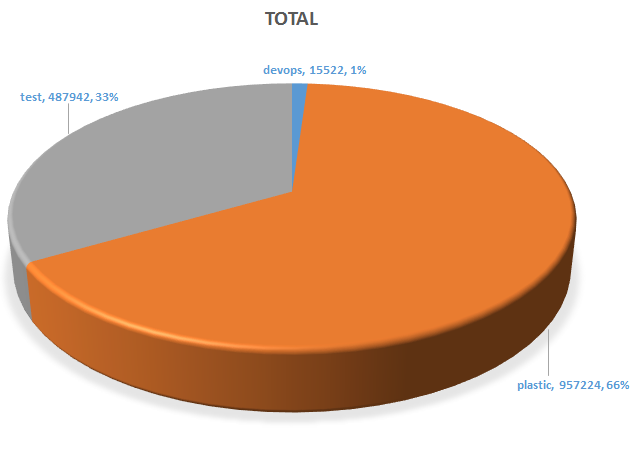 TOTAL
devops, 15522, 1%
test, 487942, 33%
plastic, 957224, 66%